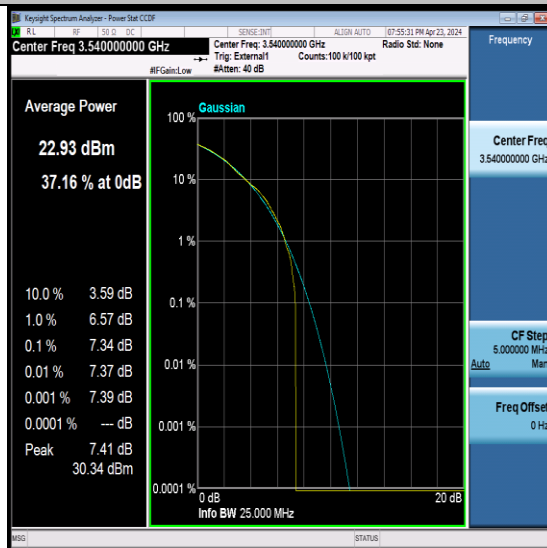 Keysight Spectrum Analyzer - Power Stat CCDF
RL RF 50 Ω DC SENSE:INT ALIGN AUTO 07:55:31 PM Apr 23, 2024
Center Freq 3.540000000 GHz
Center Freq: 3.540000000 GHz Radio Std: None
Trig: External1 Counts:100 k/100 kpt
#IFGain:Low #Atten: 40 dB
Frequency
Center Freq
3.540000000 GHz
CF Step
5.000000 MHz
Auto Man
Freq Offset
0 Hz
Average Power
22.93 dBm
37.16 % at 0dB
10.0 % 3.59 dB
1.0 % 6.57 dB
0.1 % 7.34 dB
0.01 % 7.37 dB
0.001 % 7.39 dB
0.0001 % --- dB
Peak 7.41 dB
30.34 dBm
Gaussian
100 %
10 %
1 %
0.1 %
0.01 %
0.001 %
0.0001 %
0 dB 20 dB
Info BW 25.000 MHz
MSG STATUS